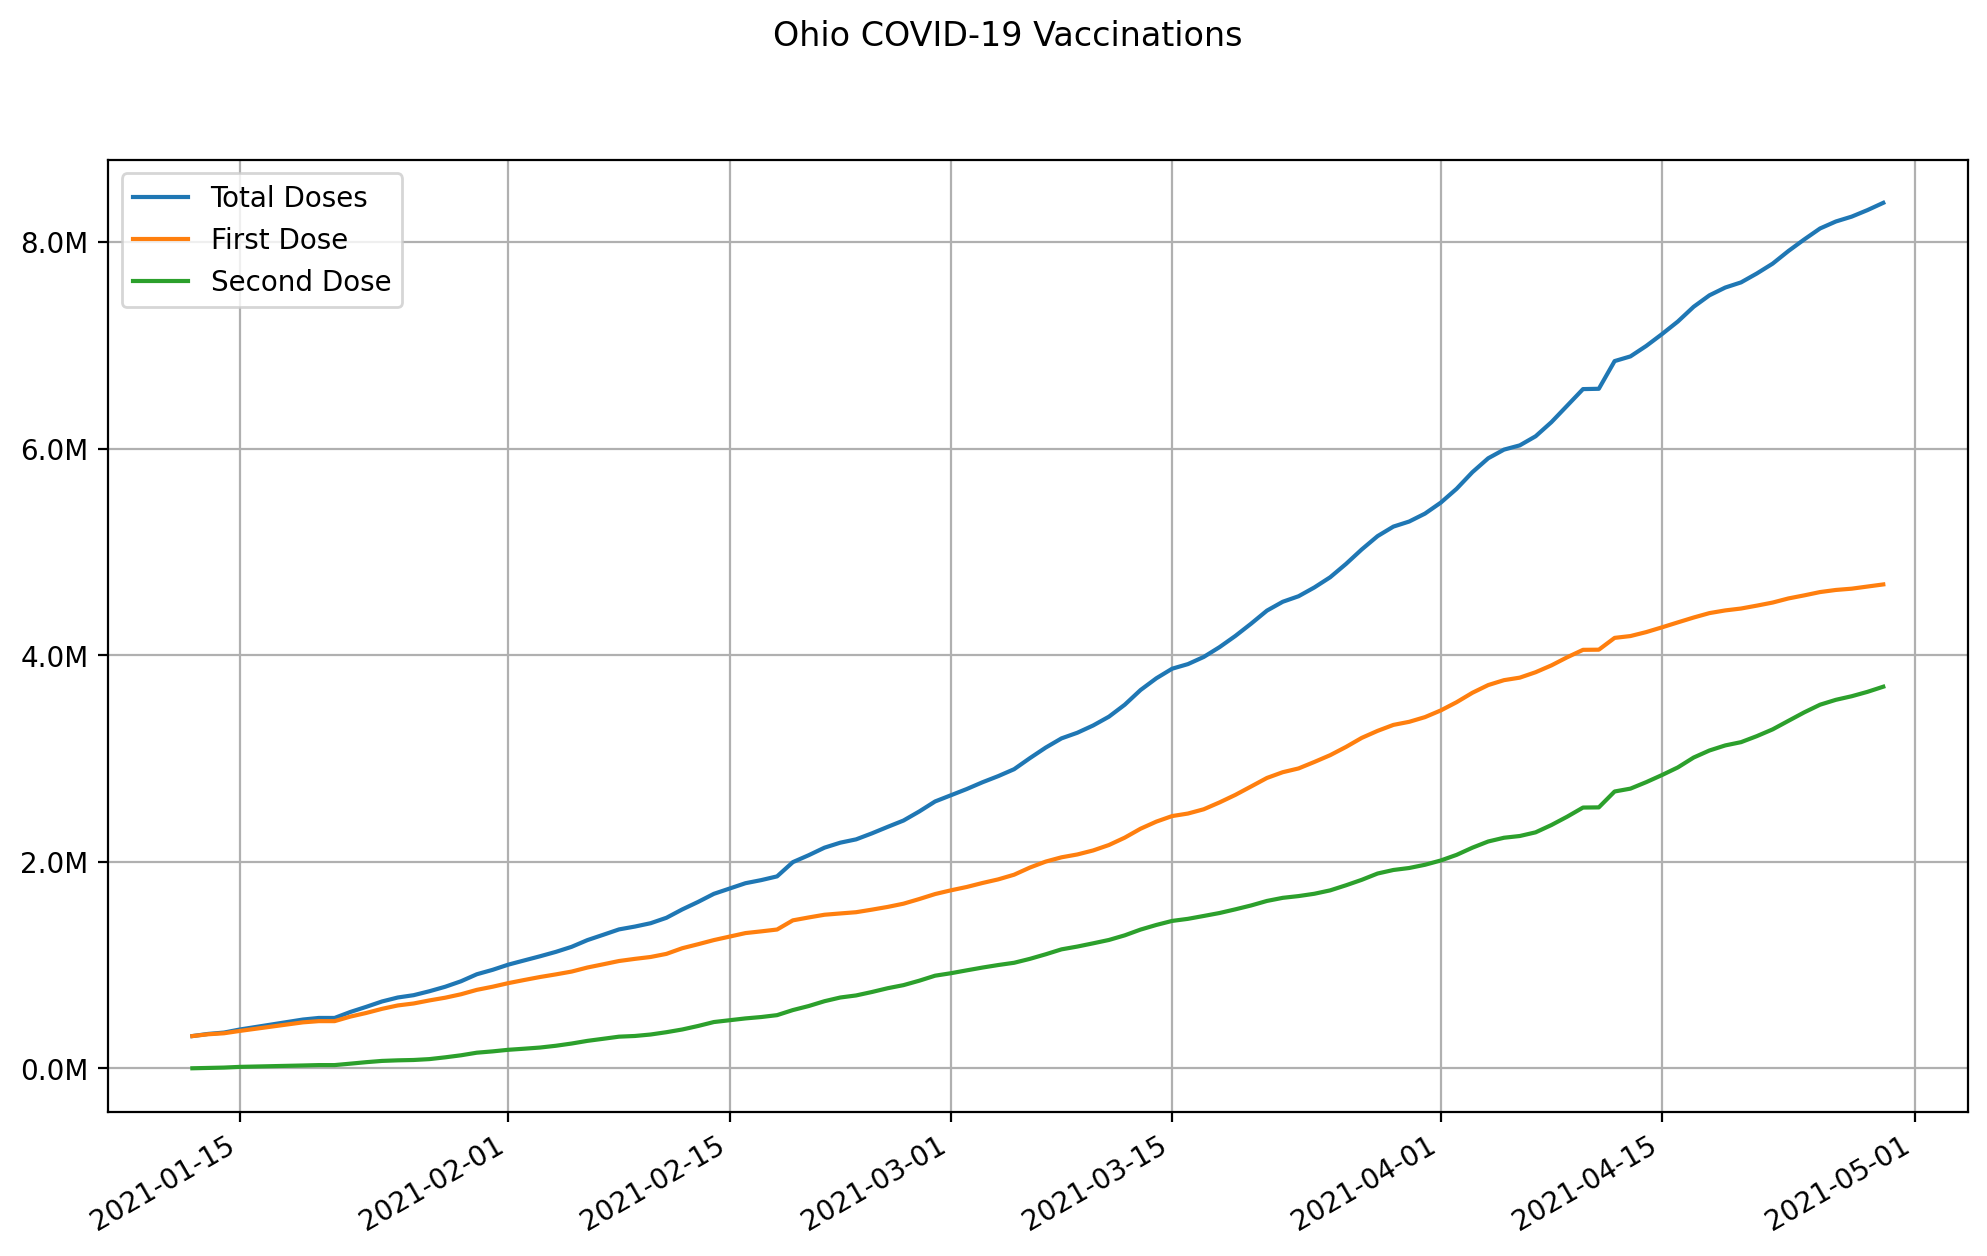 Ohio COVID-19 Vaccinations
Total Doses
First Dose
Second Dose
8.0M
6.0M
4.0M
2.0M
0.0M
2021-01-15
2021-02-01
2021-02-15
2021-03-01
2021-03-15
2021-04-01
2021-04-15
2021-05-01